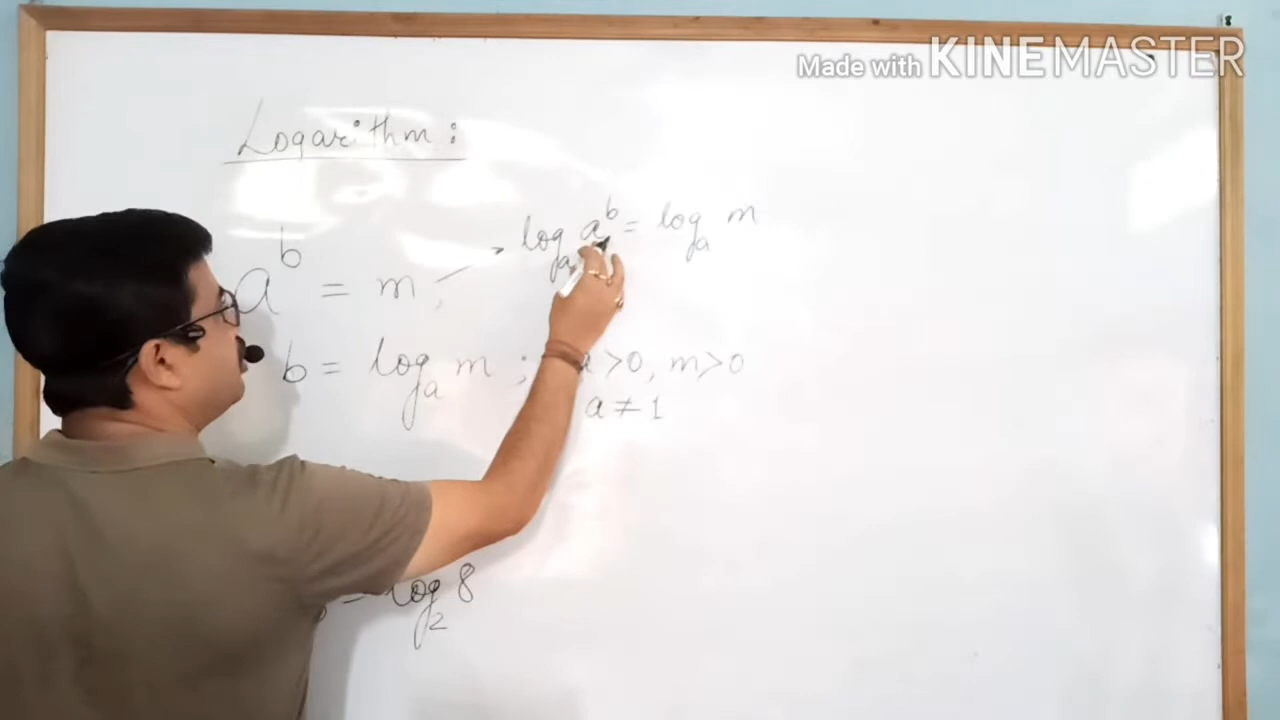 Made with KINEMASTER
Logarithm :
log_a a^b = log_a m
a^b = m ;
b = log_a m ; a > 0, m > 0
a ≠ 1
= log_2 8